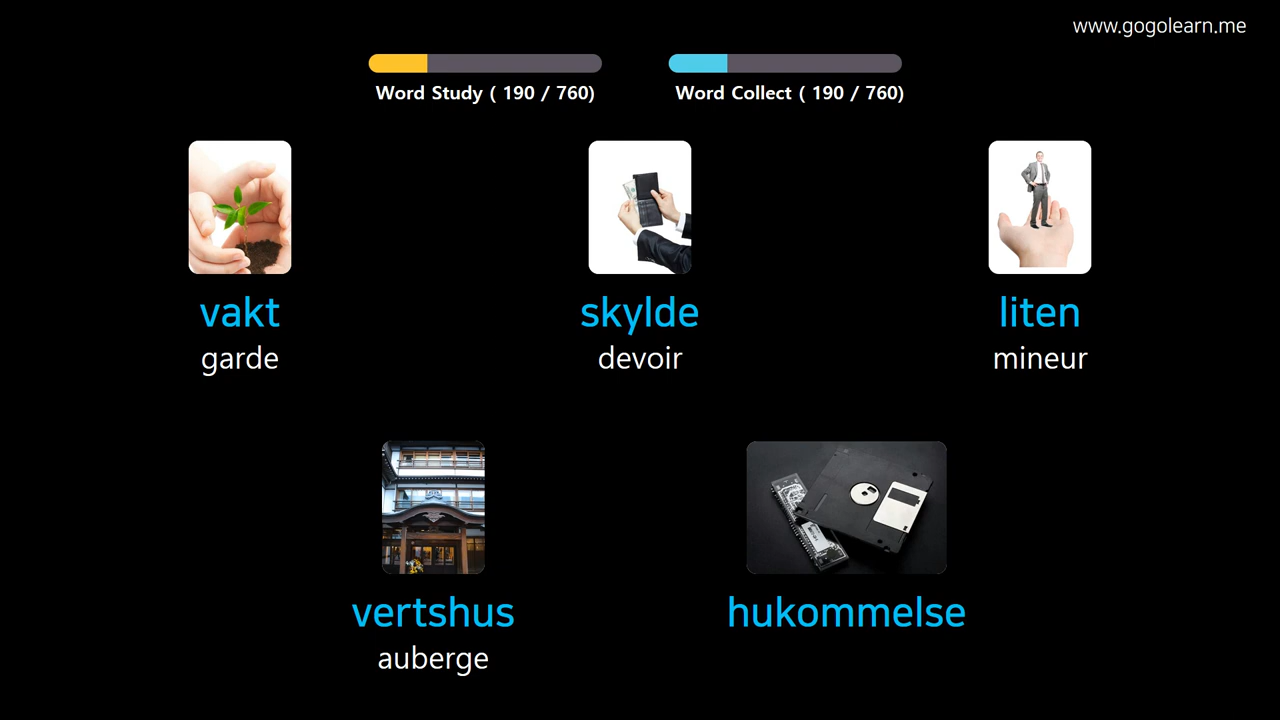 www.gogolearn.me
Word Study ( 190 / 760)
Word Collect ( 190 / 760)
vakt
garde
skylde
devoir
liten
mineur
vertshus
auberge
hukommelse